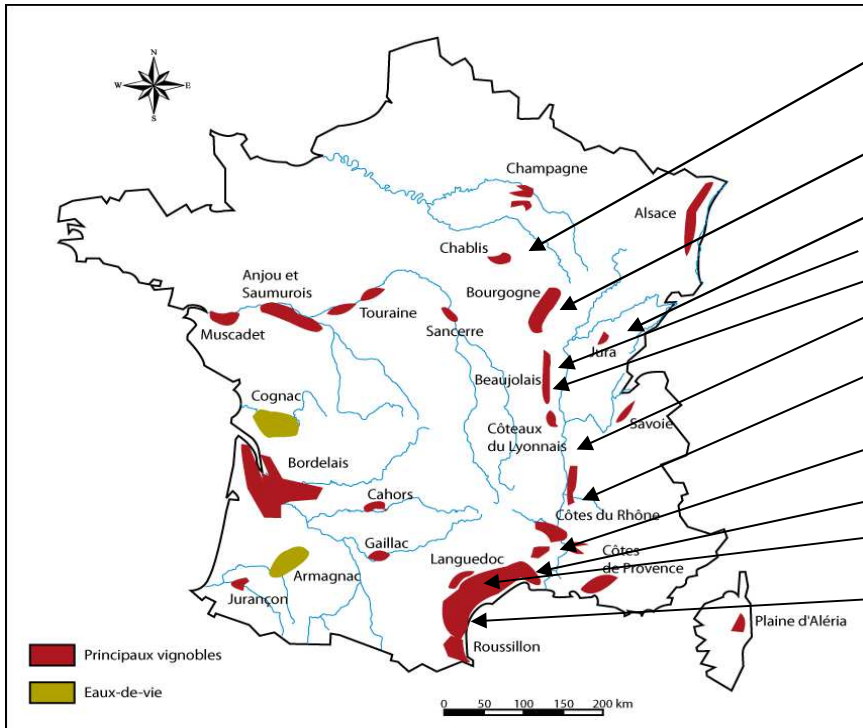 N
W
E
S
Champagne
Alsace
Chablis
Anjou et
Saumurois
Bourgogne
Touraine
Muscadet
Sancerre
Jura
Beaujolais
Cognac
Savoie
Côteaux
du Lyonnais
Bordelais
Cahors
Côtes du Rhône
Gaillac
Languedoc
Côtes
de Provence
Armagnac
Jurançon
Plaine d'Aléria
Roussillon
Principaux vignobles
Eaux-de-vie
0 50 100 150 200 km